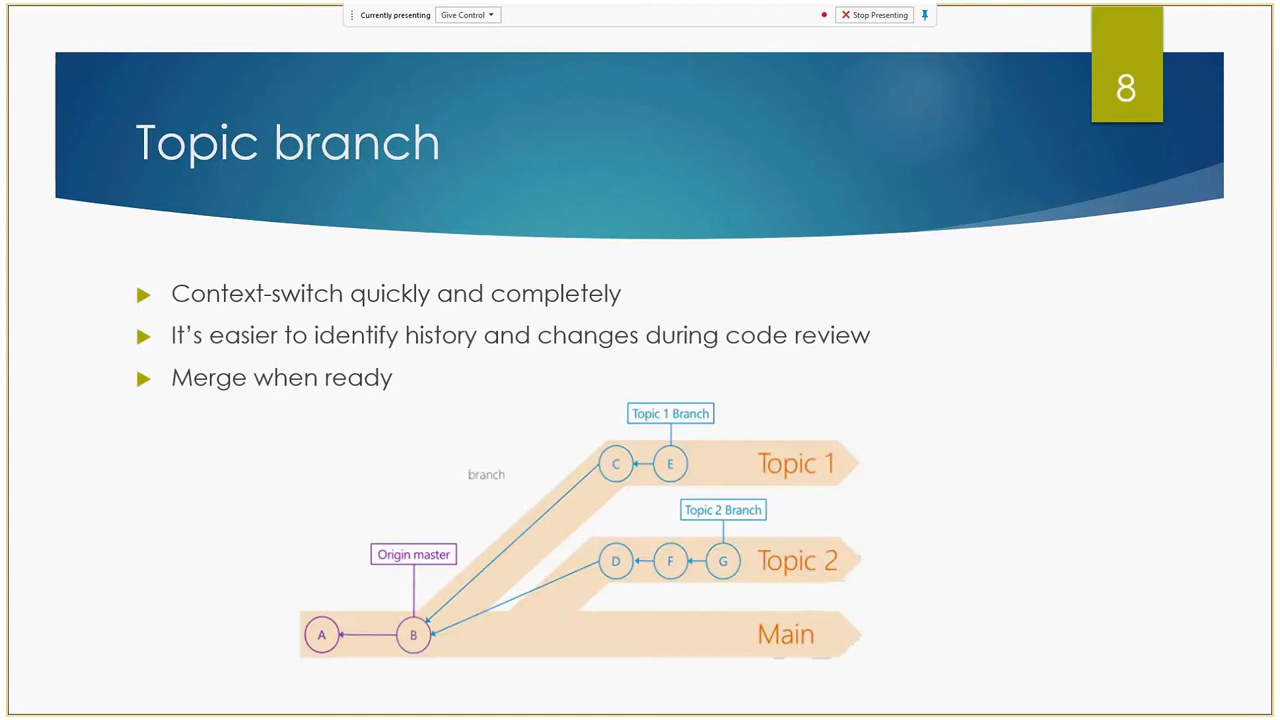 Currently presenting
Give Control
Stop Presenting
8
Topic branch
Context-switch quickly and completely
It's easier to identify history and changes during code review
Merge when ready
Topic 1 Branch
branch
C
E
Topic 1
Topic 2 Branch
Origin master
D
F
G
Topic 2
A
B
Main